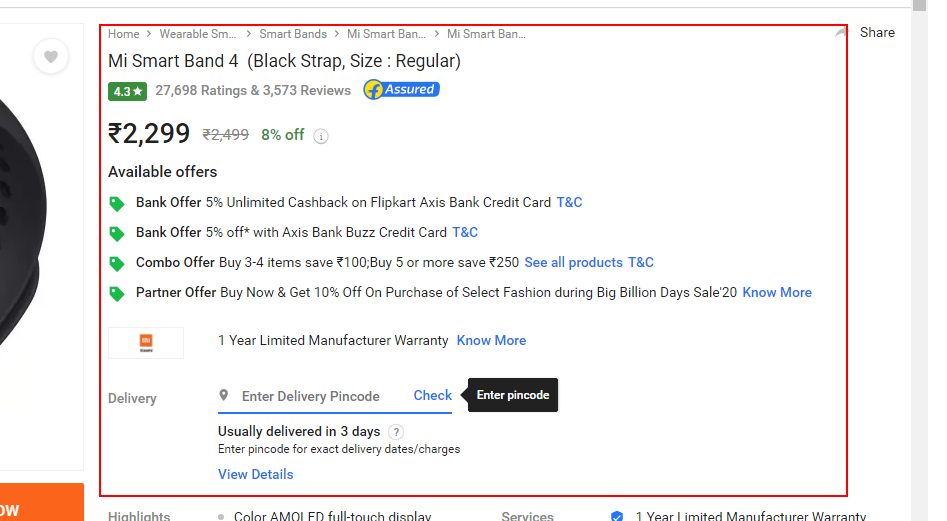 Home > Wearable Sm... > Smart Bands > Mi Smart Ban... > Mi Smart Ban...
Share
Mi Smart Band 4 (Black Strap, Size : Regular)
4.3★ 27,698 Ratings & 3,573 Reviews Assured
₹2,299 ₹2,499 8% off
Available offers
Bank Offer 5% Unlimited Cashback on Flipkart Axis Bank Credit Card T&C
Bank Offer 5% off* with Axis Bank Buzz Credit Card T&C
Combo Offer Buy 3-4 items save ₹100;Buy 5 or more save ₹250 See all products T&C
Partner Offer Buy Now & Get 10% Off On Purchase of Select Fashion during Big Billion Days Sale'20 Know More
1 Year Limited Manufacturer Warranty Know More
Delivery Enter Delivery Pincode Check Enter pincode
Usually delivered in 3 days ?
Enter pincode for exact delivery dates/charges
View Details
OW
Highlights Color AMOLED full-touch display Services 1 Year Limited Manufacturer Warranty